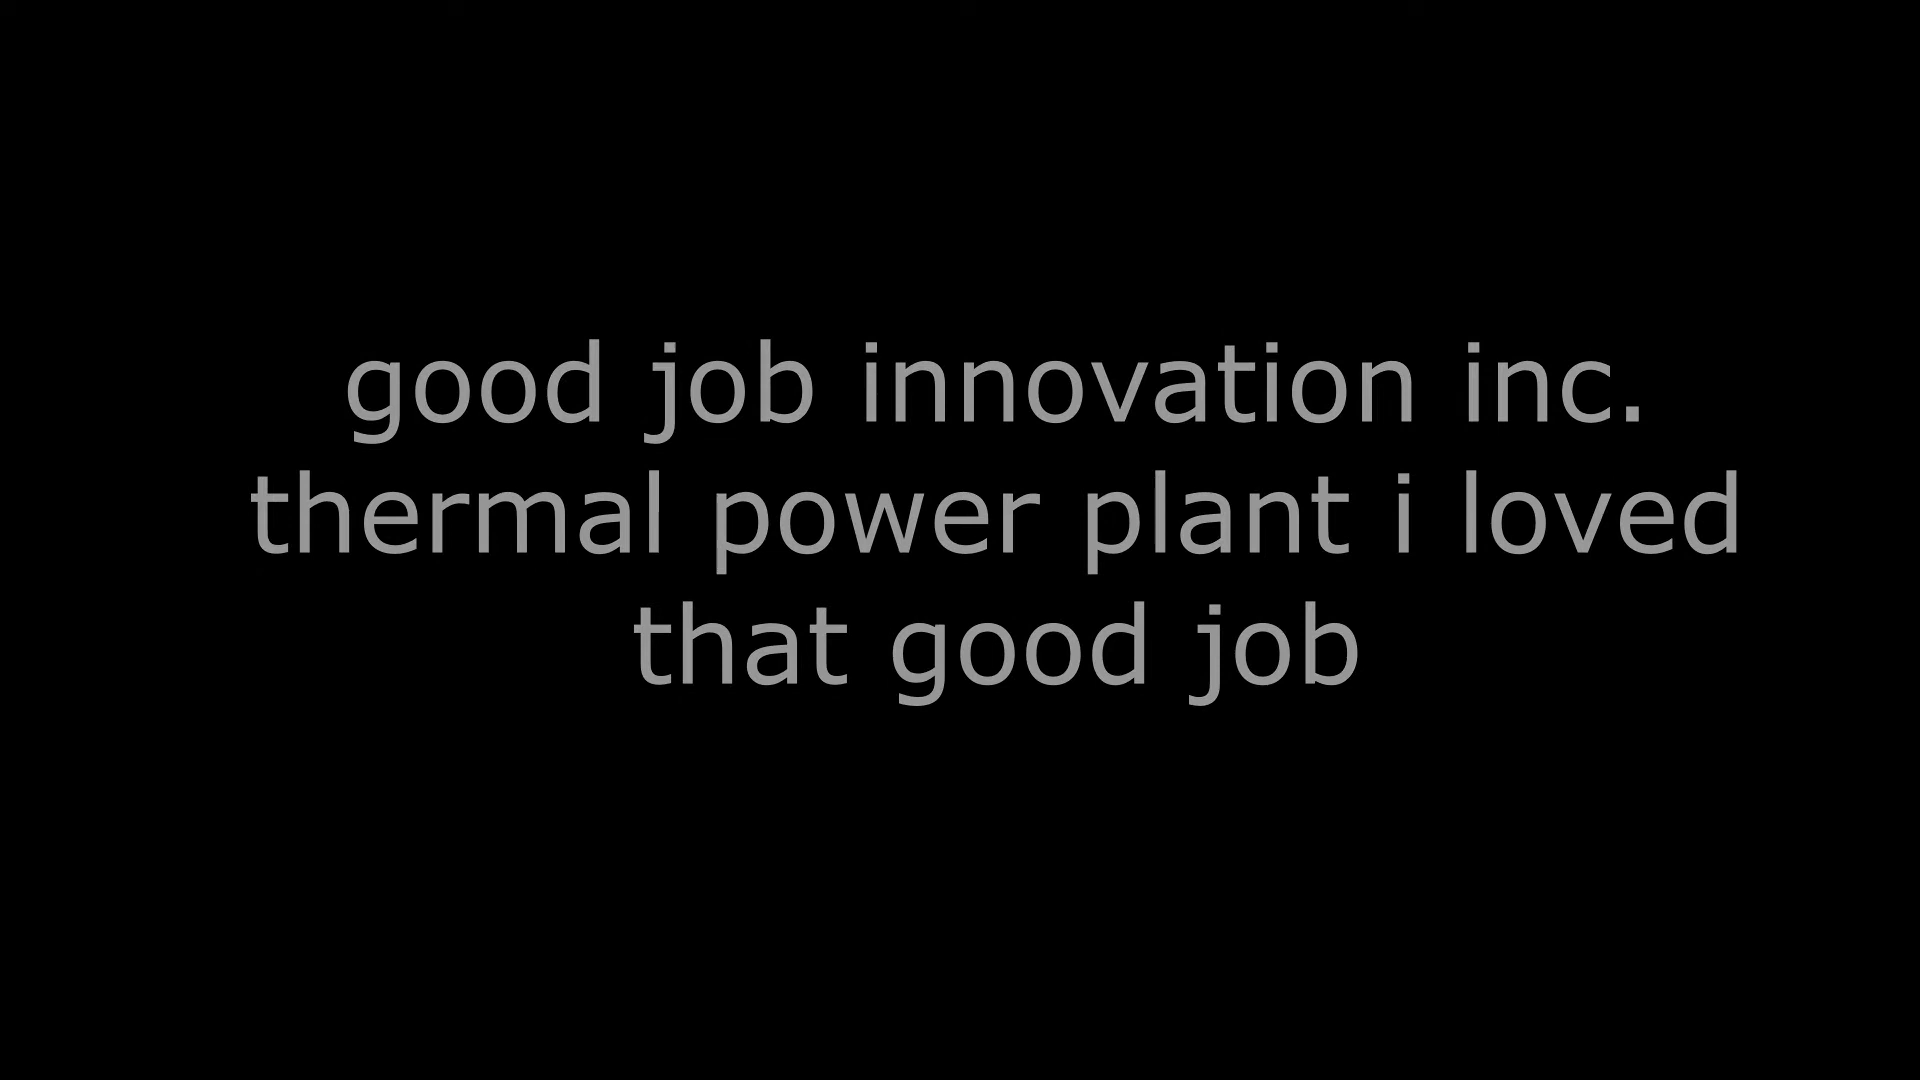 good job innovation inc.
thermal power plant i loved
that good job